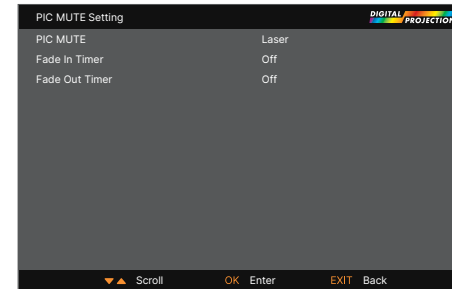 PIC MUTE Setting
DIGITAL
PROJECTION
PIC MUTE Laser
Fade In Timer Off
Fade Out Timer Off
▼▲ Scroll OK Enter EXIT Back